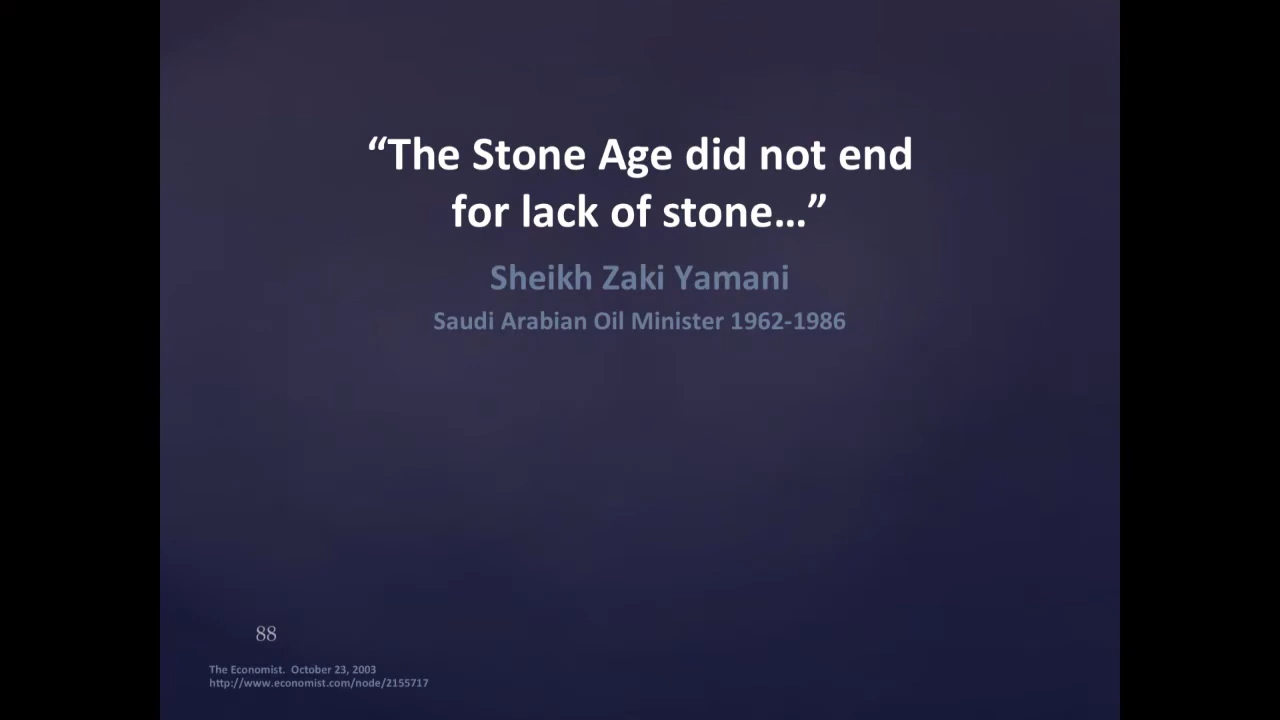 “The Stone Age did not end
for lack of stone…”
Sheikh Zaki Yamani
Saudi Arabian Oil Minister 1962-1986
88
The Economist.  October 23, 2003
http://www.economist.com/node/2155717